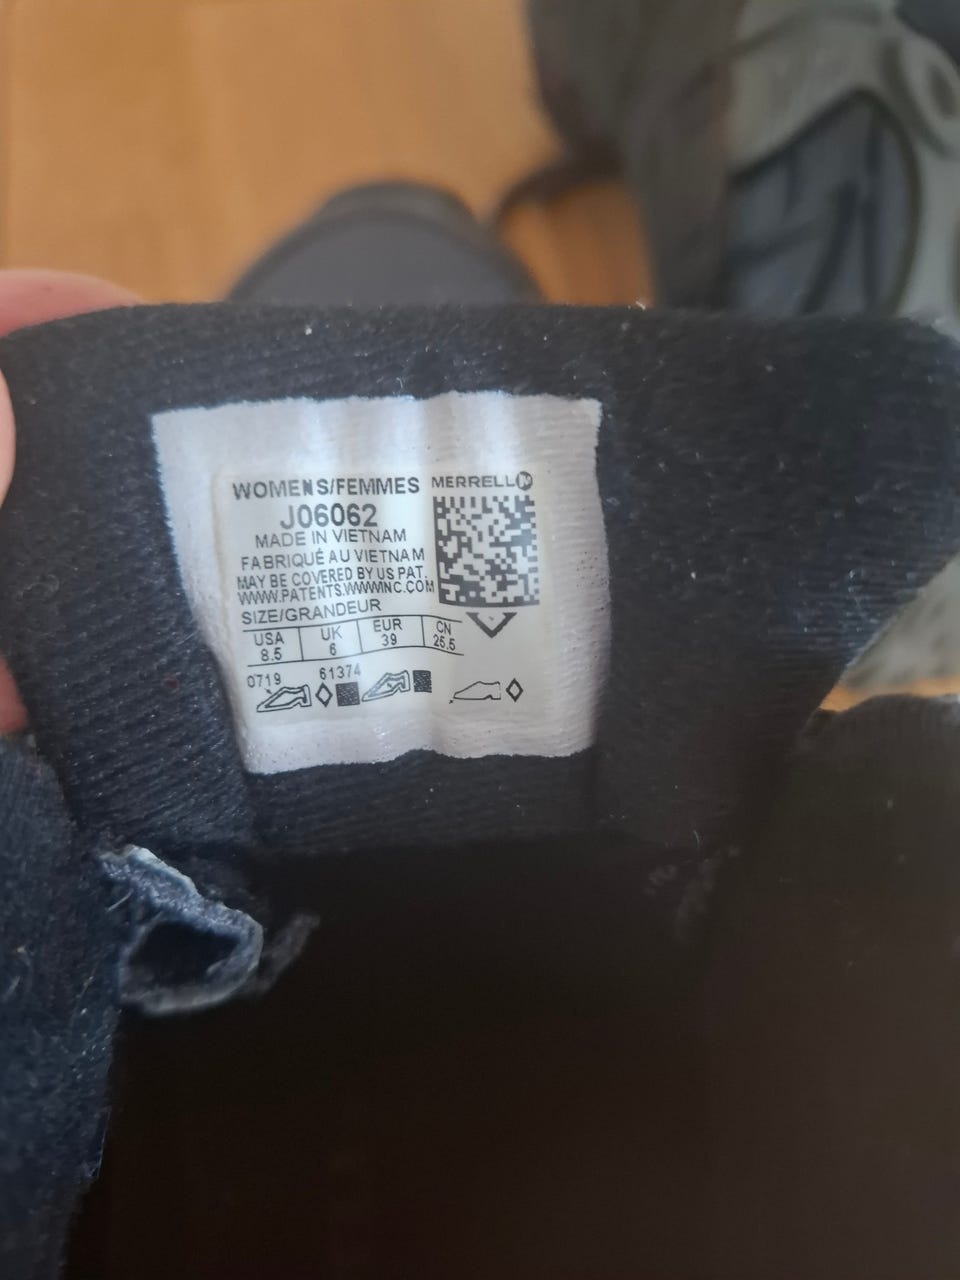 WOMENS/FEMMES MERRELL
J06062
MADE IN VIETNAM
FABRIQUÉ AU VIETNAM
MAY BE COVERED BY US PAT.
WWW.PATENTS.WWWNC.COM
SIZE/GRANDEUR
USA UK EUR CN
8.5 6 39 25.5
0719 61374